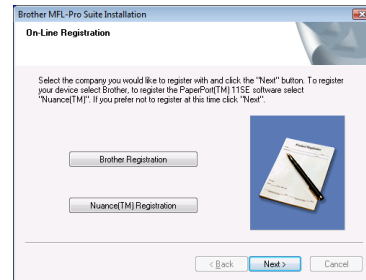 Brother MFL-Pro Suite Installation
On-Line Registration
Select the company you would like to register with and click the "Next" button. To register
your device select Brother, to register the PaperPort(TM) 11SE software select
"Nuance(TM)". If you prefer not to register at this time click "Next".
Brother Registration
Nuance(TM) Registration
< Back
Next >
Cancel